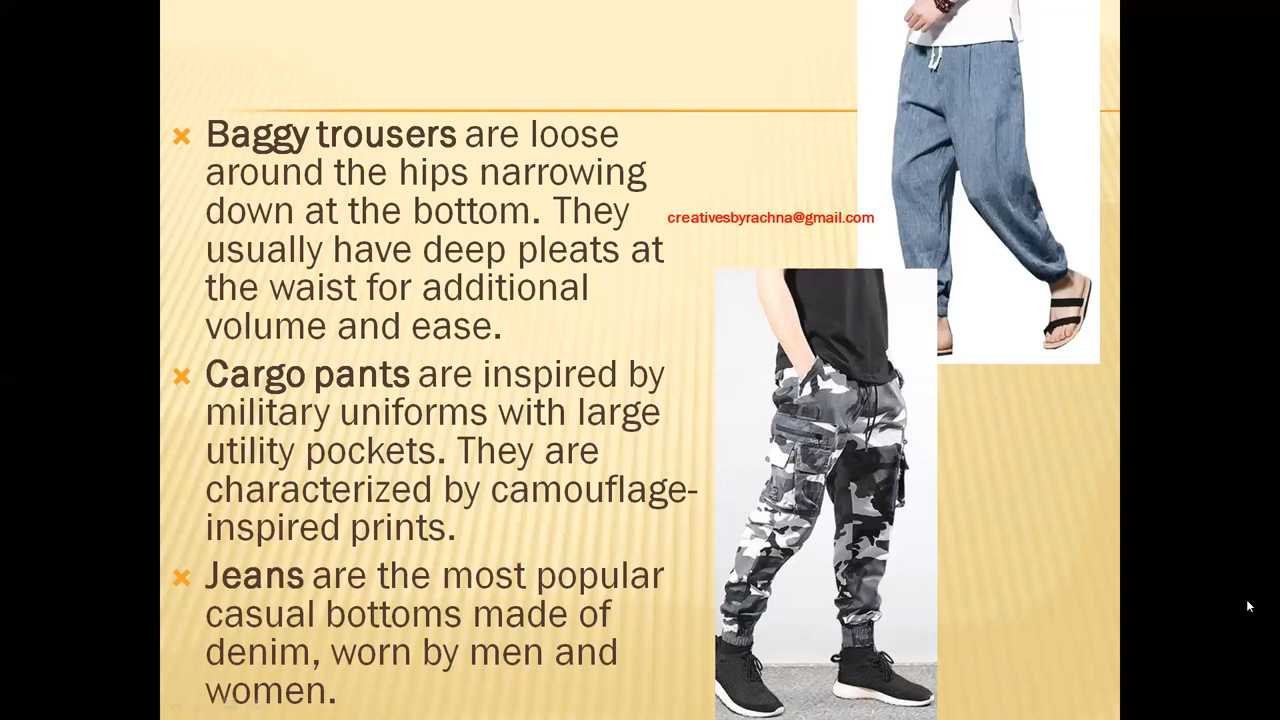 Baggy trousers are loose
around the hips narrowing
down at the bottom. They
usually have deep pleats at
the waist for additional
volume and ease.
creativesbyrachna@gmail.com
Cargo pants are inspired by
military uniforms with large
utility pockets. They are
characterized by camouflage-
inspired prints.
Jeans are the most popular
casual bottoms made of
denim, worn by men and
women.